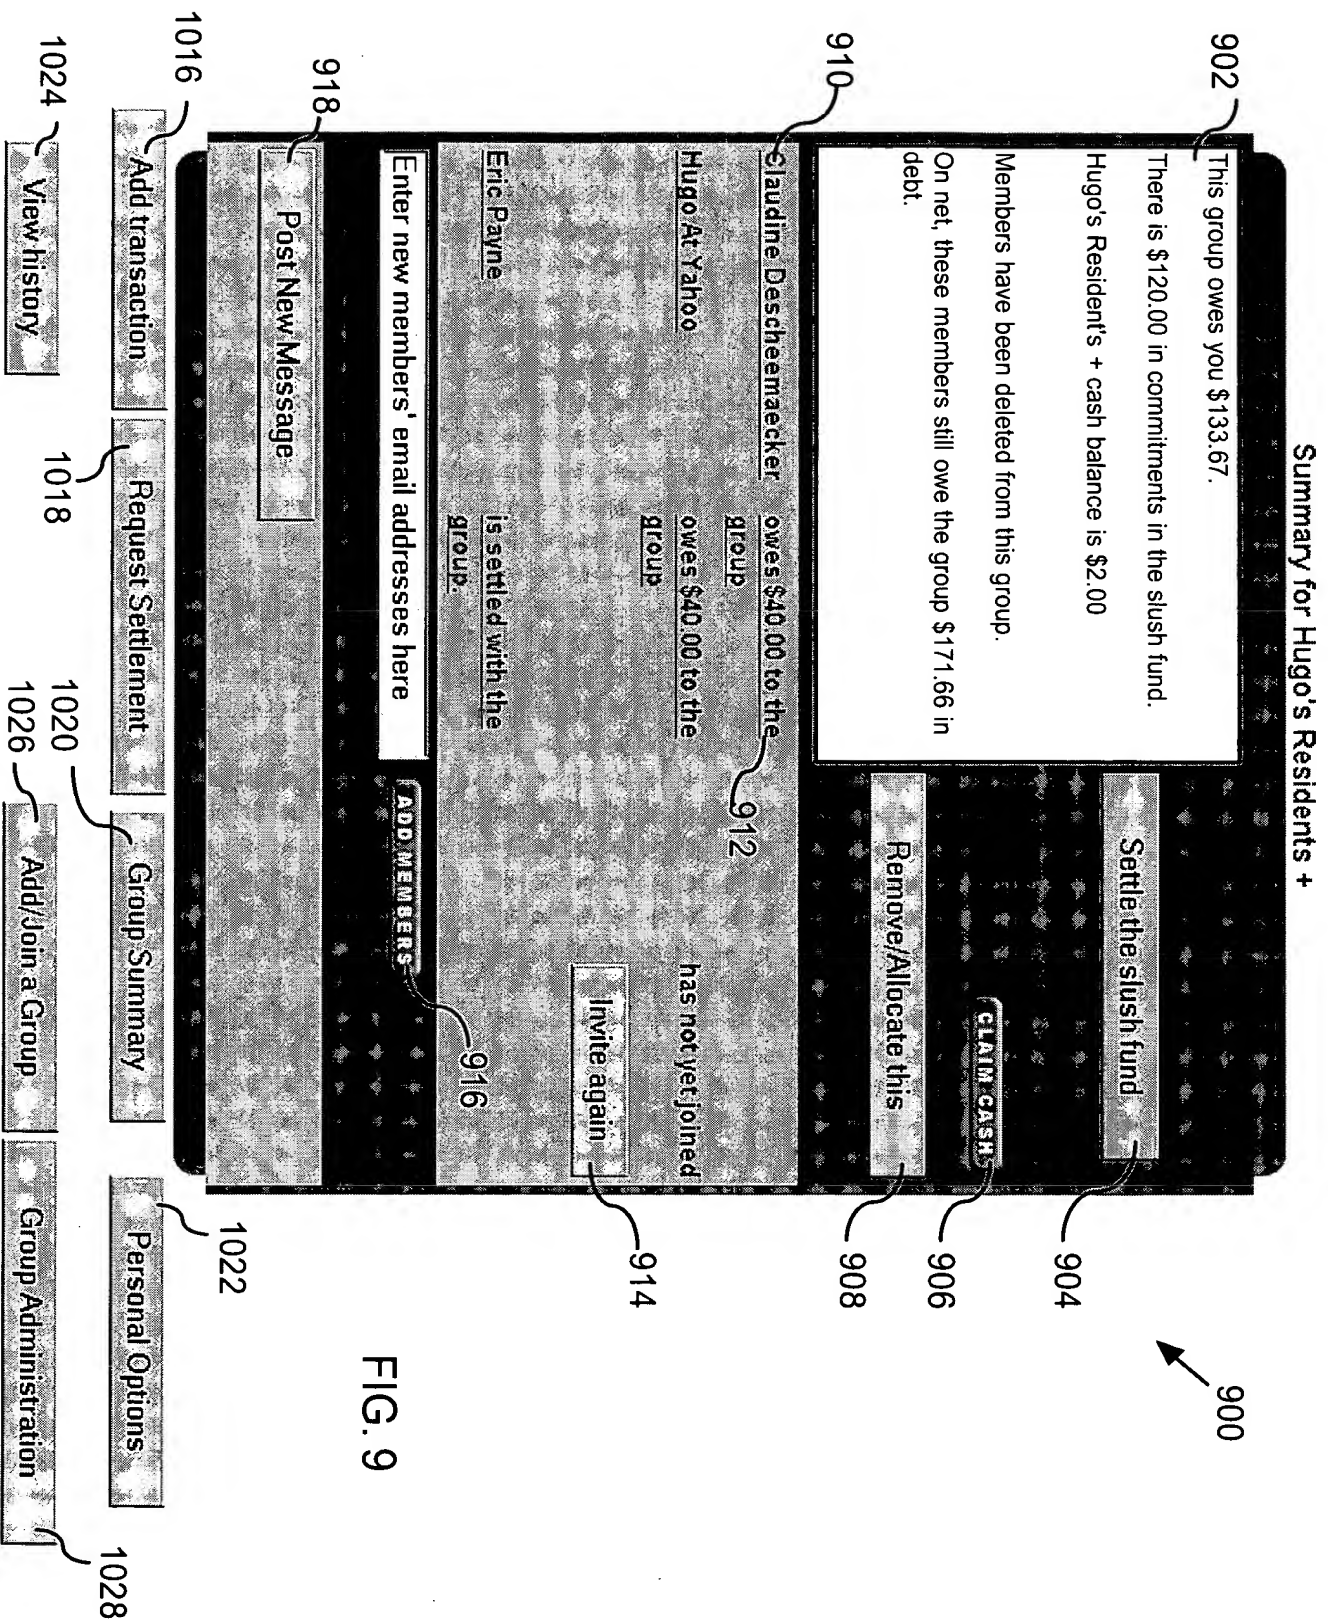 Summary for Hugo's Residents +
900
902
This group owes you $133.67.
There is $120.00 in commitments in the slush fund.
Settle the slush fund
904
Hugo's Resident's + cash balance is $2.00
CLAIM CASH
906
Members have been deleted from this group.
On net, these members still owe the group $171.66 in
debt.
Remove/Allocate this
908
910
Claudine Descheemaecker
owes $40.00 to the
group
912
Hugo At Yahoo
owes $40.00 to the
group
has not yet joined
Invite again
914
Eric Payne
is settled with the
group.
Enter new members' email addresses here
ADD MEMBERS
916
918
Post New Message
FIG. 9
1016
Add transaction
Request Settlement
1018
Group Summary
1020
Personal Options
1022
1024
View history
Add/Join a Group
1026
Group Administration
1028